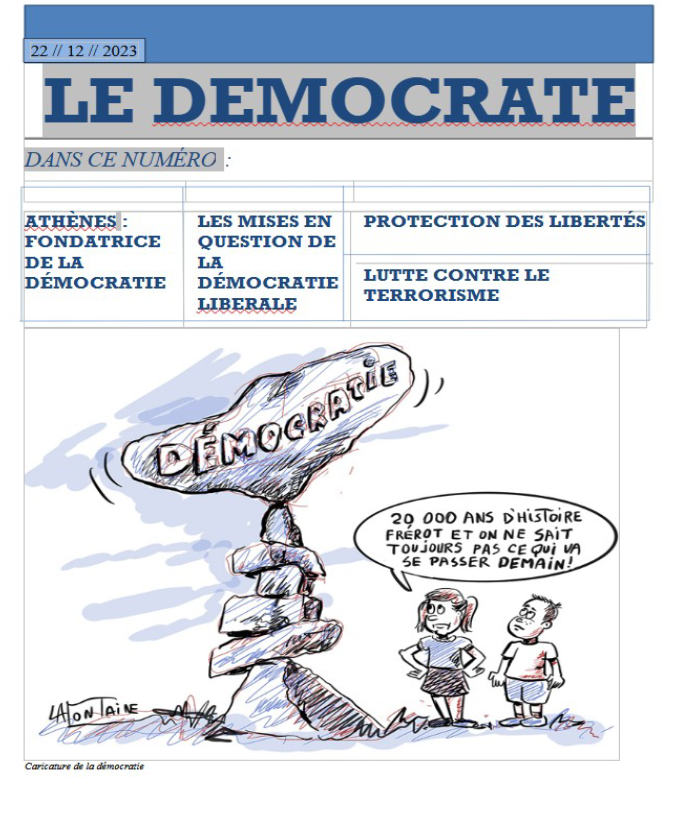 22 // 12 // 2023
LE DEMOCRATE
DANS CE NUMÉRO :
ATHÈNES :
FONDATRICE
DE LA
DÉMOCRATIE
LES MISES EN
QUESTION DE
LA
DÉMOCRATIE
LIBERALE
PROTECTION DES LIBERTÉS
LUTTE CONTRE LE
TERRORISME
DÉMOCRATIE
20 000 ANS D'HISTOIRE
FRÉROT ET ON NE SAIT
TOUJOURS PAS CE QUI VA
SE PASSER DEMAIN!
LAFONTAINE
Caricature de la démocratie